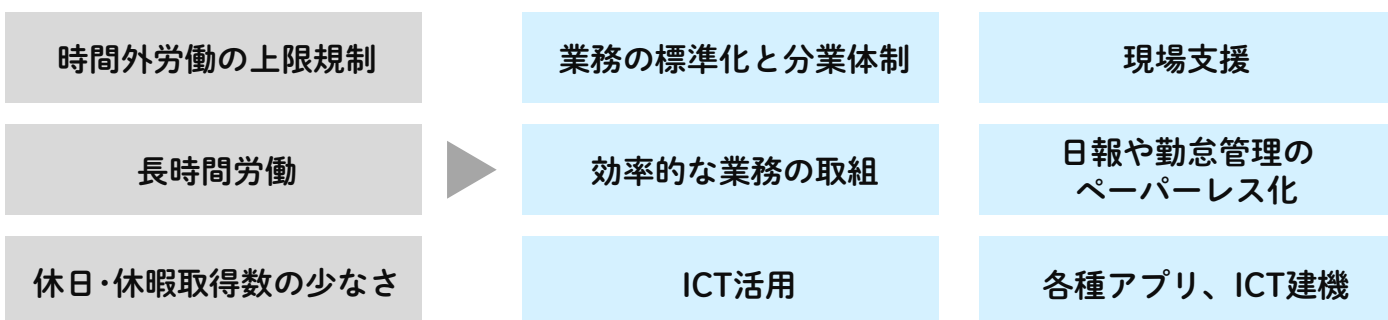 時間外労働の上限規制
業務の標準化と分業体制
現場支援
長時間労働
効率的な業務の取組
日報や勤怠管理の
ペーパーレス化
休日・休暇取得数の少なさ
ICT活用
各種アプリ、ICT建機